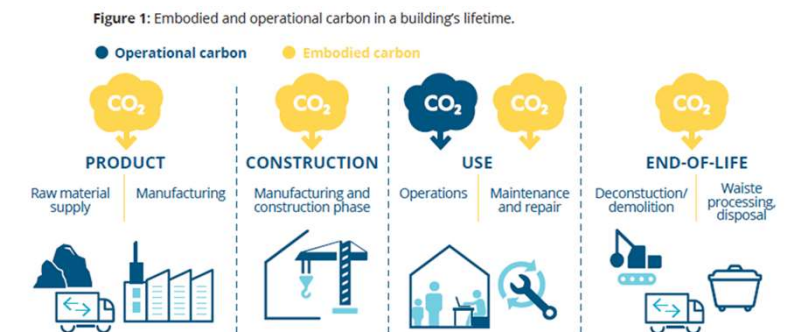 Figure 1: Embodied and operational carbon in a building's lifetime.
Operational carbon
Embodied carbon
CO₂
CO₂
CO₂
CO₂
CO₂
PRODUCT
CONSTRUCTION
USE
END-OF-LIFE
Raw material
supply
Manufacturing
Manufacturing and
construction phase
Operations
Maintenance
and repair
Deconstuction/
demolition
Waiste
processing,
disposal